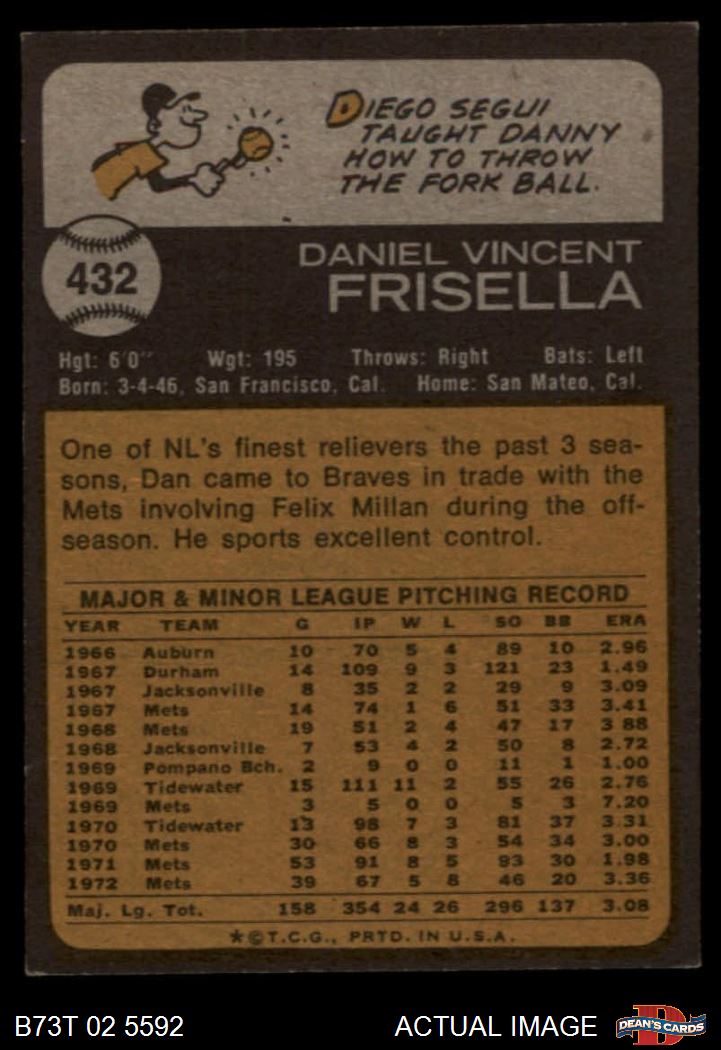 DIEGO SEGUI
TAUGHT DANNY
HOW TO THROW
THE FORK BALL.
432
DANIEL VINCENT
FRISELLA
Hgt: 6'0" Wgt: 195 Throws: Right Bats: Left
Born: 3-4-46, San Francisco, Cal. Home: San Mateo, Cal.
One of NL's finest relievers the past 3 sea-
sons, Dan came to Braves in trade with the
Mets involving Felix Millan during the off-
season. He sports excellent control.
MAJOR & MINOR LEAGUE PITCHING RECORD
YEAR TEAM G IP W L SO BB ERA
1966 Auburn 10 70 5 4 89 10 2.96
1967 Durham 14 109 9 3 121 23 1.49
1967 Jacksonville 8 35 2 2 29 9 3.09
1967 Mets 14 74 1 6 51 33 3.41
1968 Mets 19 51 2 4 47 17 3 88
1968 Jacksonville 7 53 4 2 50 8 2.72
1969 Pompano Bch. 2 9 0 0 11 1 1.00
1969 Tidewater 15 111 11 2 55 26 2.76
1969 Mets 3 5 0 0 5 3 7.20
1970 Tidewater 13 98 7 3 81 37 3.31
1970 Mets 30 66 8 3 54 34 3.00
1971 Mets 53 91 8 5 93 30 1.98
1972 Mets 39 67 5 8 46 20 3.36
Maj. Lg. Tot. 158 354 24 26 296 137 3.08
*©T.C.G., PRTD. IN U.S.A.
B73T 02 5592 ACTUAL IMAGE
DEAN'S CARDS